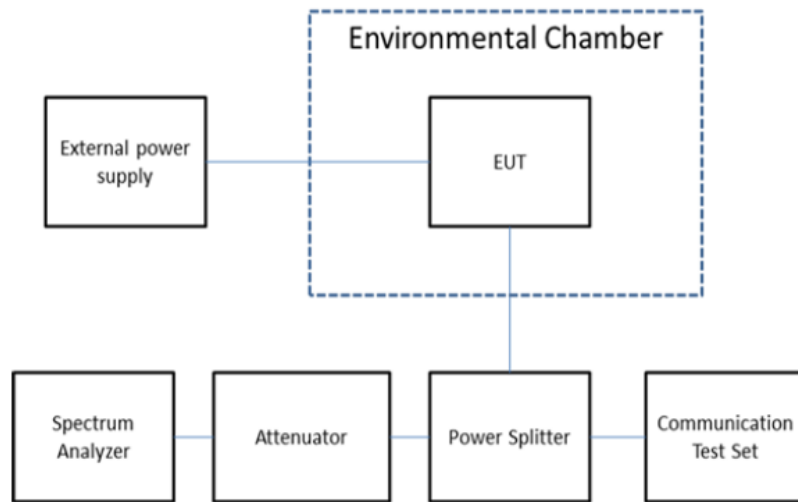 Environmental Chamber
External power
supply
EUT
Spectrum
Analyzer
Attenuator
Power Splitter
Communication
Test Set